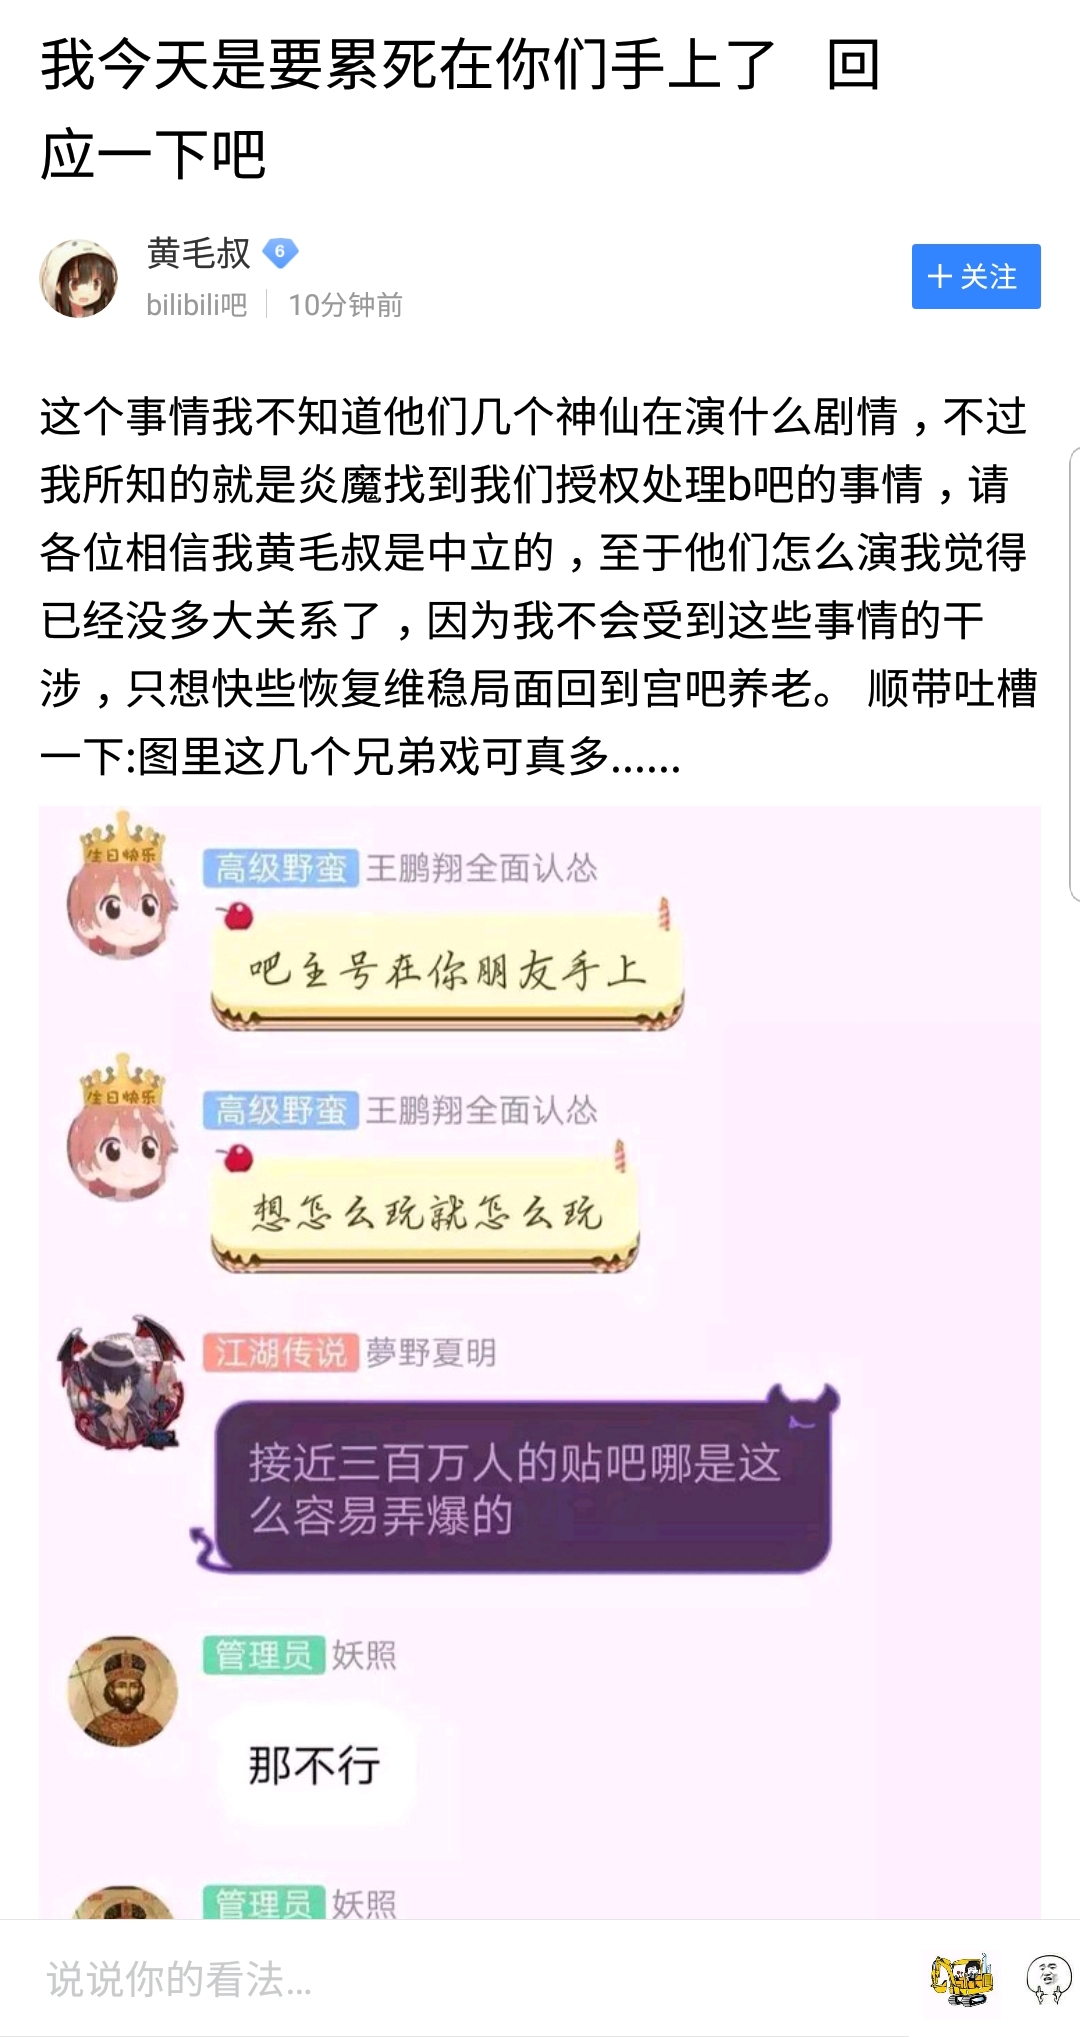 我今天是要累死在你们手上了 回
应一下吧
黄毛叔 6
bilibili吧 10分钟前
关注
这个事情我不知道他们几个神仙在演什么剧情，不过
我所知的就是炎魔找到我们授权处理b吧的事情，请
各位相信我黄毛叔是中立的，至于他们怎么演我觉得
已经没多大关系了，因为我不会受到这些事情的干
涉，只想快些恢复维稳局面回到宫吧养老。 顺带吐槽
一下:图里这几个兄弟戏可真多......
生日快乐
高级野蛮 王鹏翔全面认怂
吧主号在你朋友手上
生日快乐
高级野蛮 王鹏翔全面认怂
想怎么玩就怎么玩
江湖传说 夢野夏明
接近三百万人的贴吧哪是这
么容易弄爆的
管理员 妖照
那不行
管理员 妖照
说说你的看法...